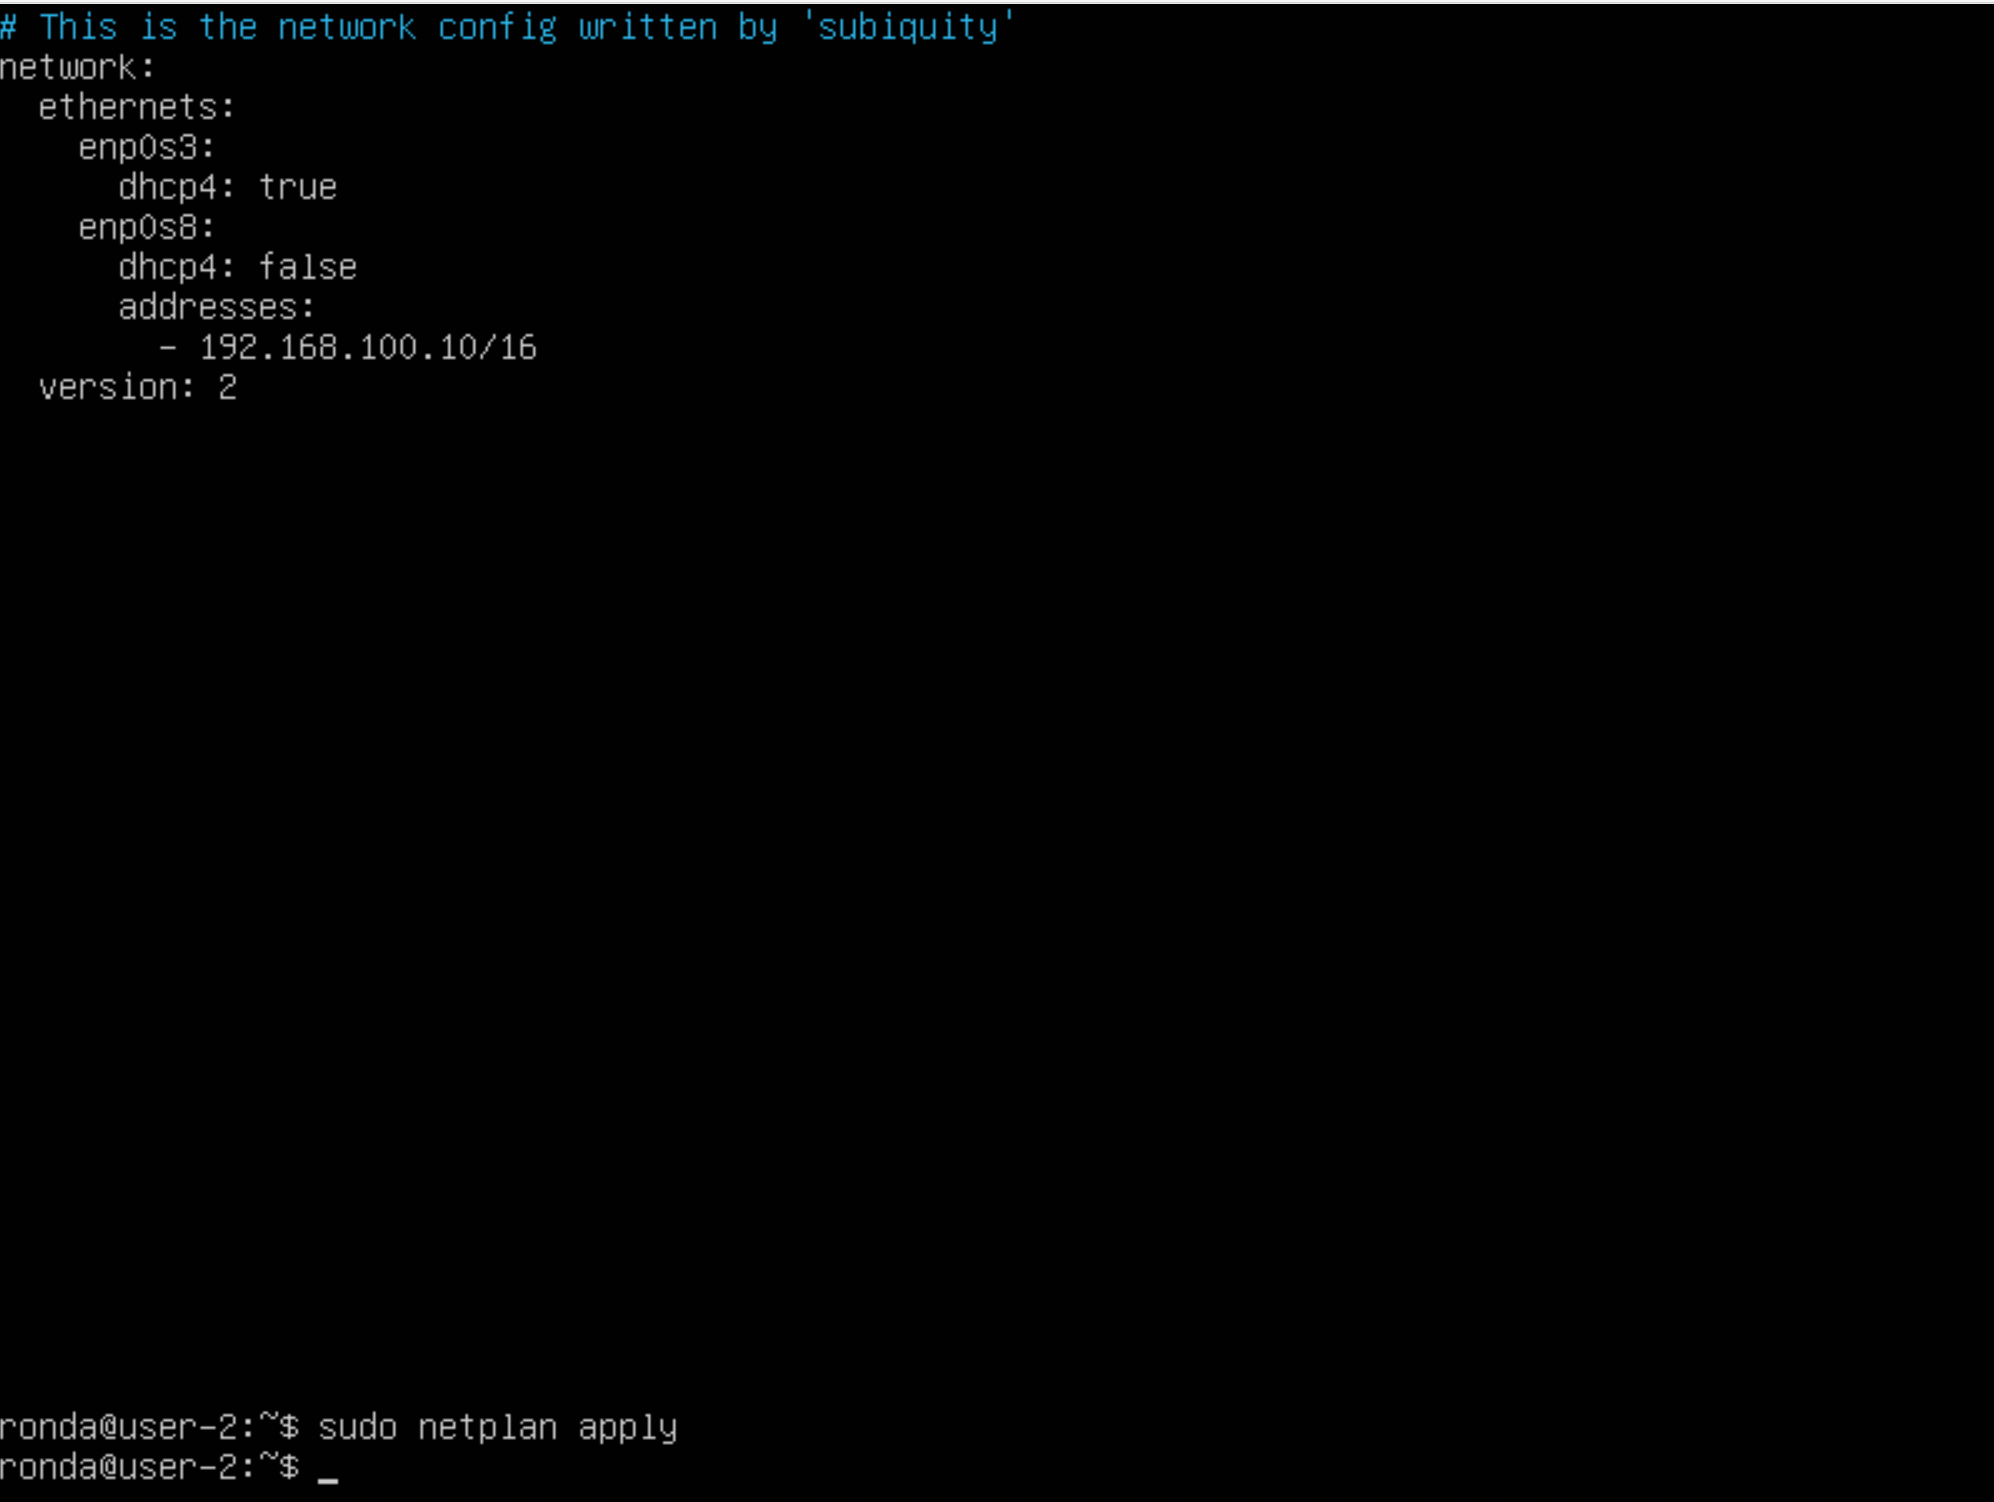 # This is the network config written by 'subiquity'
network:
  ethernets:
    enp0s3:
      dhcp4: true
    enp0s8:
      dhcp4: false
      addresses:
        - 192.168.100.10/16
  version: 2
ronda@user-2:~$ sudo netplan apply
ronda@user-2:~$ _